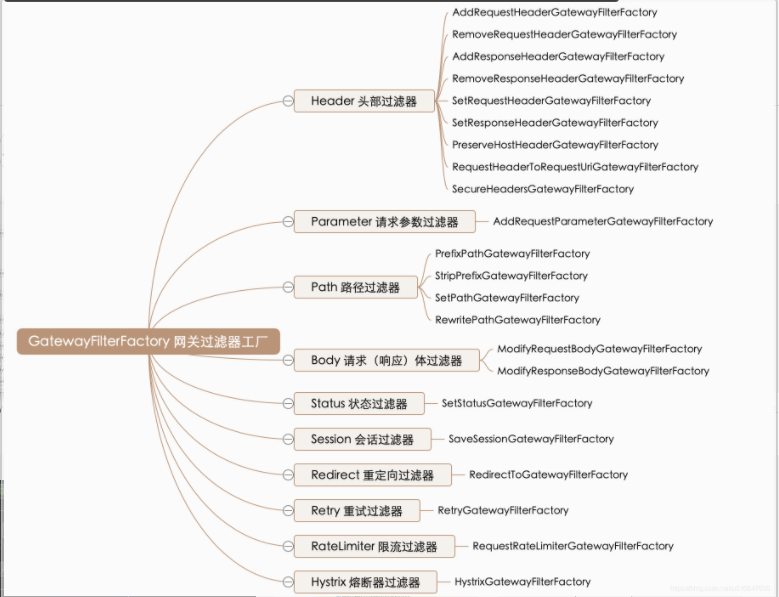 GatewayFilterFactory 网关过滤器工厂
Header 头部过滤器
AddRequestHeaderGatewayFilterFactory
RemoveRequestHeaderGatewayFilterFactory
AddResponseHeaderGatewayFilterFactory
RemoveResponseHeaderGatewayFilterFactory
SetRequestHeaderGatewayFilterFactory
SetResponseHeaderGatewayFilterFactory
PreserveHostHeaderGatewayFilterFactory
RequestHeaderToRequestUriGatewayFilterFactory
SecureHeadersGatewayFilterFactory
Parameter 请求参数过滤器
AddRequestParameterGatewayFilterFactory
Path 路径过滤器
PrefixPathGatewayFilterFactory
StripPrefixGatewayFilterFactory
SetPathGatewayFilterFactory
RewritePathGatewayFilterFactory
Body 请求（响应）体过滤器
ModifyRequestBodyGatewayFilterFactory
ModifyResponseBodyGatewayFilterFactory
Status 状态过滤器
SetStatusGatewayFilterFactory
Session 会话过滤器
SaveSessionGatewayFilterFactory
Redirect 重定向过滤器
RedirectToGatewayFilterFactory
Retry 重试过滤器
RetryGatewayFilterFactory
RateLimiter 限流过滤器
RequestRateLimiterGatewayFilterFactory
Hystrix 熔断器过滤器
HystrixGatewayFilterFactory